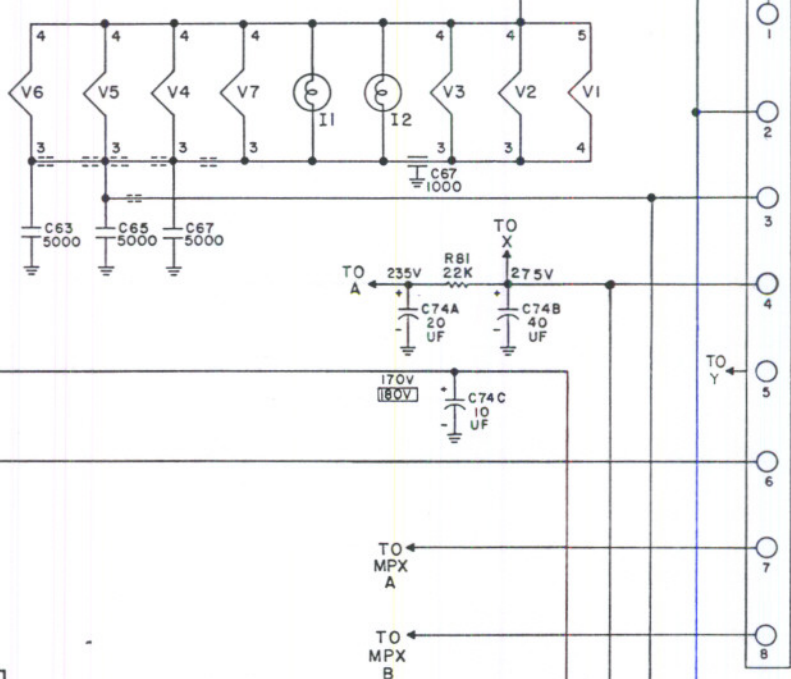 4 4 4 4 4 4 5
V6 V5 V4 V7 I1 I2 V3 V2 V1
3 3 3 3 3 3 4
C67
1000
C63
5000
C65
5000
C67
5000
TO
X
TO
A
235V
R81
22K
275V
+
C74A
20
UF
-
+
C74B
40
UF
-
170V
180V
+
C74C
10
UF
-
TO
Y
TO
MPX
A
TO
MPX
B
1
2
3
4
5
6
7
8